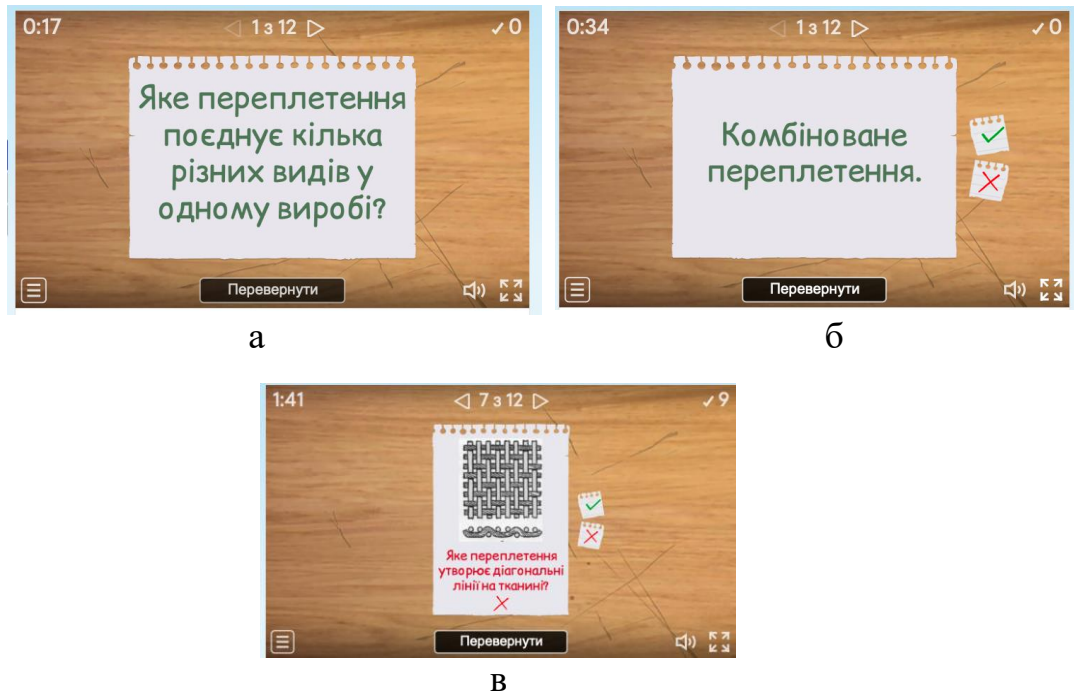 0:17
1 з 12
✓0
Яке переплетення
поєднує кілька
різних видів у
одному виробі?
Перевернути
а
0:34
1 з 12
✓0
Комбіноване
переплетення.
Перевернути
б
1:41
7 з 12
✓9
Яке переплетення
утворює діагональні
лінії на тканині?
Перевернути
в